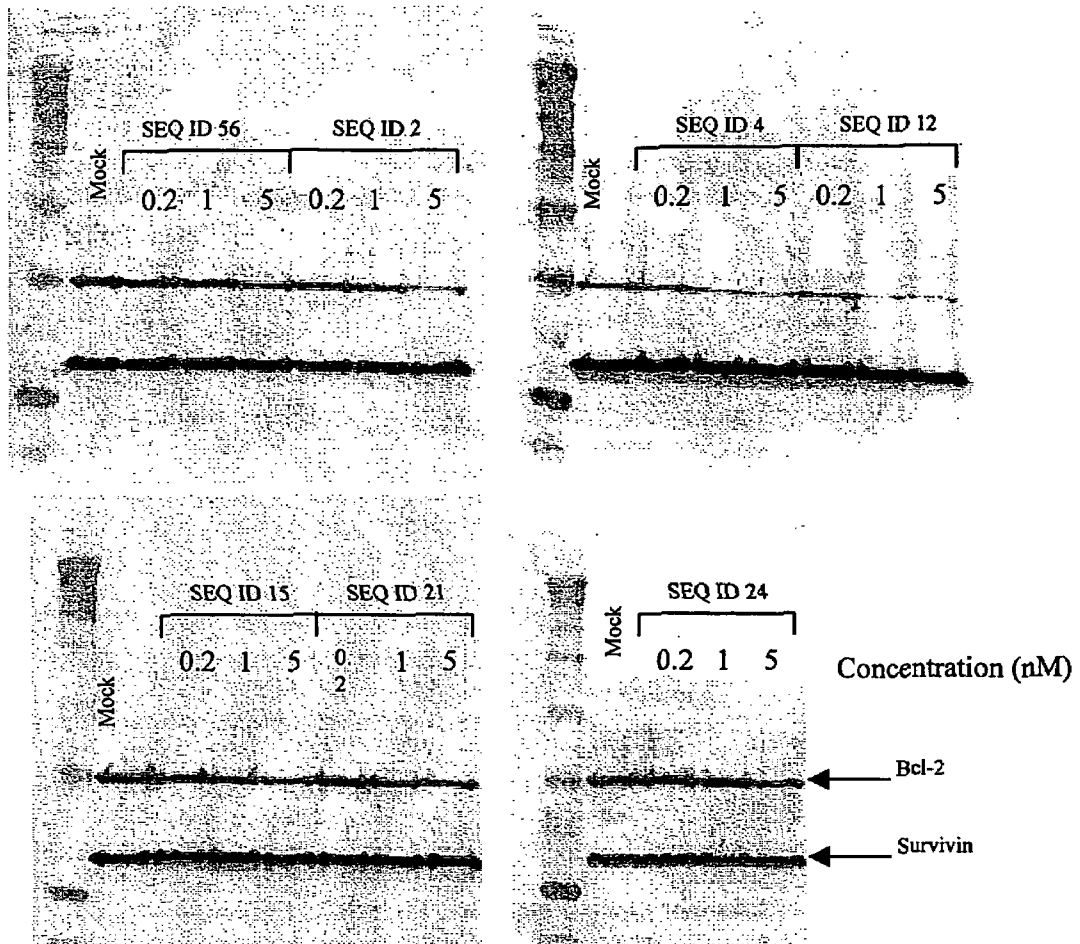 SEQ ID 56 SEQ ID 2
Mock 0.2 1 5 0.2 1 5
SEQ ID 4 SEQ ID 12
Mock 0.2 1 5 0.2 1 5
SEQ ID 15 SEQ ID 21
Mock 0.2 1 5 0 2 1 5
SEQ ID 24
Mock 0.2 1 5
Concentration (nM)
Bcl-2
Survivin